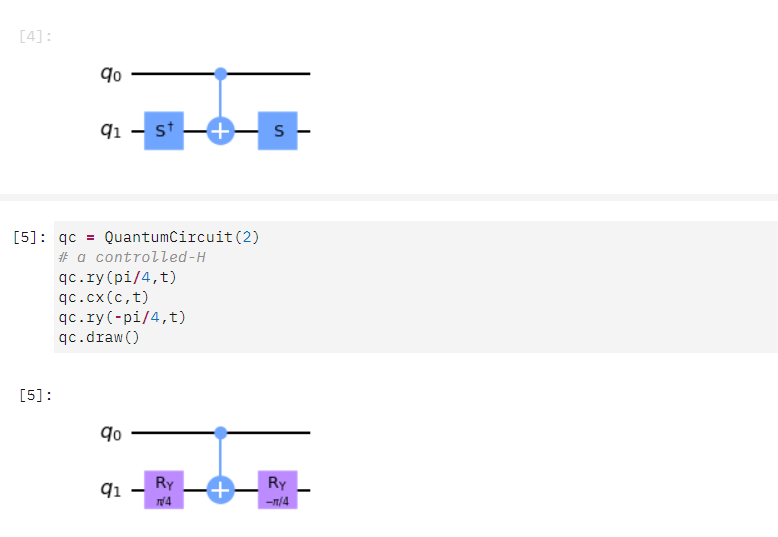 [4]:
q0
q1 S† S
[5]: qc = QuantumCircuit(2)
# a controlled-H
qc.ry(pi/4,t)
qc.cx(c,t)
qc.ry(-pi/4,t)
qc.draw()
[5]:
q0
q1 RY RY
π/4 −π/4